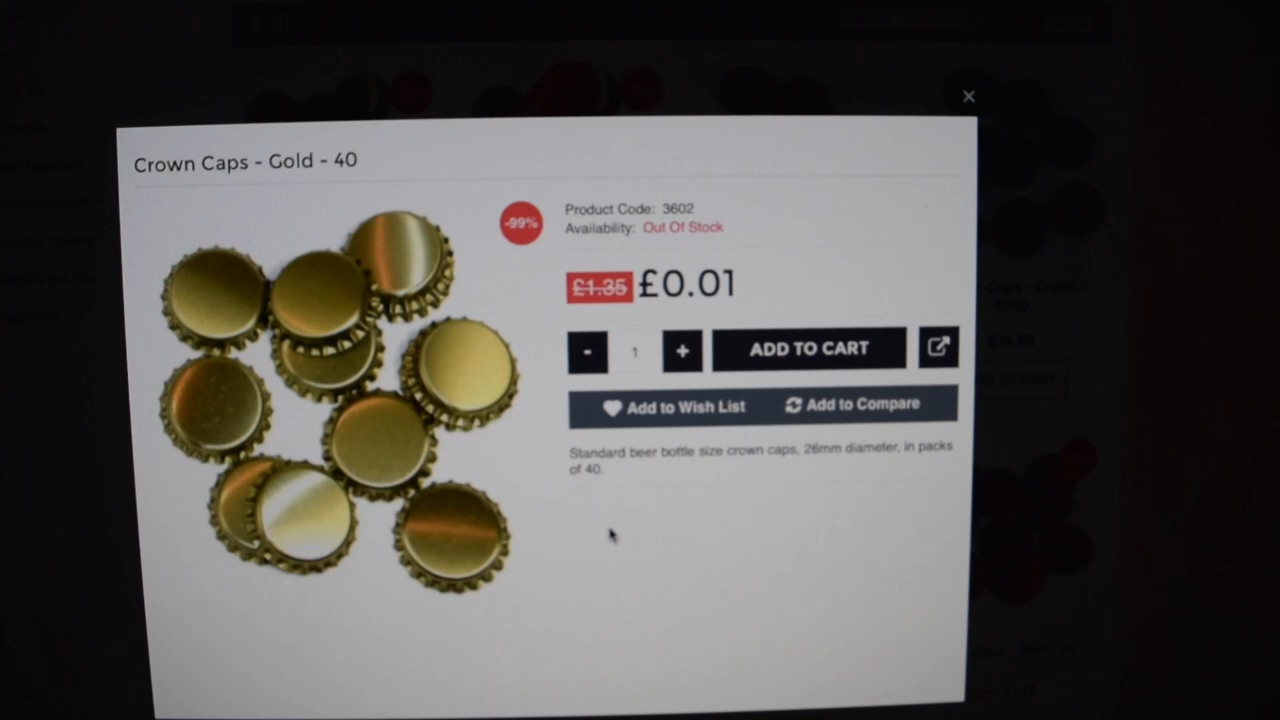 ×
Crown Caps - Gold - 40
-99%
Product Code: 3602
Availability: Out Of Stock
£1.35 £0.01
- 1 + ADD TO CART
Add to Wish List Add to Compare
Standard beer bottle size crown caps, 26mm diameter, in packs
of 40.